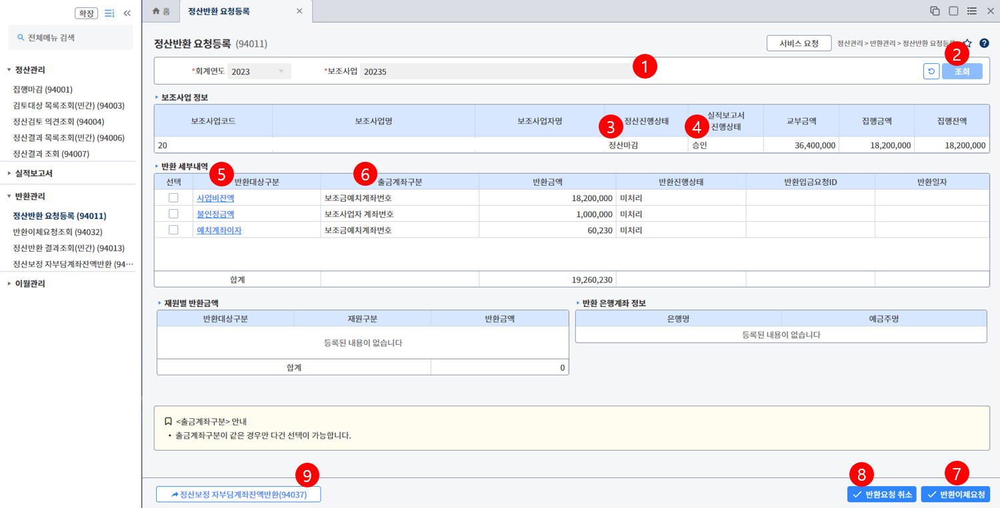 확장
전체메뉴 검색
정산관리
집행마감 (94001)
검토대상 목록조회(민간) (94003)
정산검토 의견조회 (94004)
정산결과 목록조회(민간) (94006)
정산결과 조회 (94007)
실적보고서
반환관리
정산반환 요청등록 (94011)
반환이체요청조회 (94032)
정산반환 결과조회(민간) (94013)
정산보정 자부담계좌잔액반환 (94…
이월관리
홈 정산반환 요청등록
정산반환 요청등록 (94011) 서비스 요청 정산관리 > 반환관리 > 정산반환 요청등록
*회계연도 2023 *보조사업 20235 1 2 조회
보조사업 정보
보조사업코드 보조사업명 보조사업자명 3 정산진행상태 4 실적보고서 진행상태 교부금액 집행금액 집행잔액
20 정산마감 승인 36,400,000 18,200,000 18,200,000
반환 세부내역
선택 5 반환대상구분 6 출금계좌구분 반환금액 반환진행상태 반환입금요청ID 반환일자
사업비잔액 보조금예치계좌번호 18,200,000 미처리
불인정금액 보조사업자 계좌번호 1,000,000 미처리
예치계좌이자 보조금예치계좌번호 60,230 미처리
합계 19,260,230
재원별 반환금액
반환대상구분 재원구분 반환금액
등록된 내용이 없습니다
합계 0
반환 은행계좌 정보
은행명 예금주명
등록된 내용이 없습니다
<출금계좌구분> 안내
• 출금계좌구분이 같은 경우만 다건 선택이 가능합니다.
9 8 7
정산보정 자부담계좌잔액반환(94037) 반환요청 취소 반환이체요청